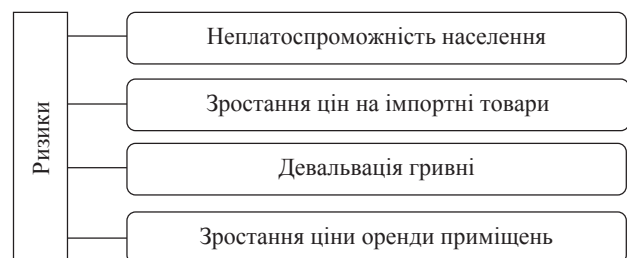 Ризики
Неплатоспроможність населення
Зростання цін на імпортні товари
Девальвація гривні
Зростання ціни оренди приміщень